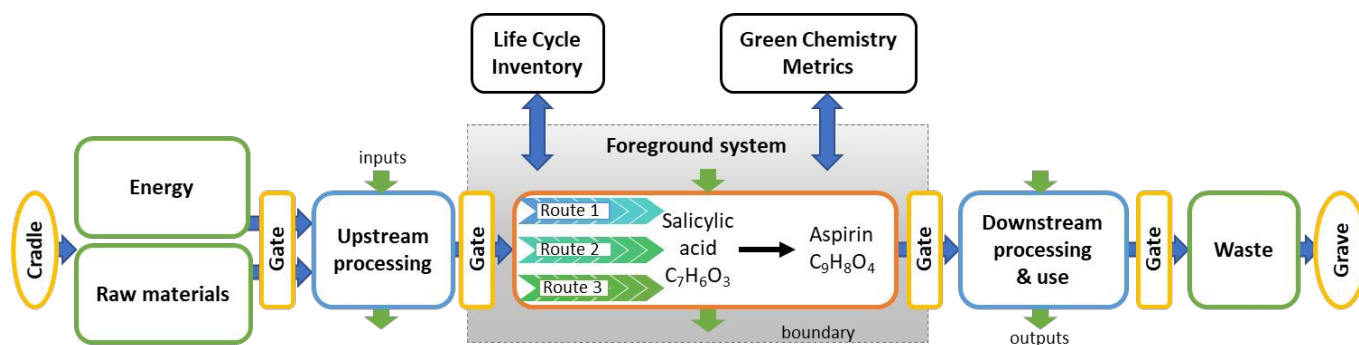 Life Cycle
Inventory
Green Chemistry
Metrics
Foreground system
Cradle
Energy
Raw materials
Gate
inputs
Upstream
processing
Gate
Route 1
Route 2
Route 3
Salicylic
acid
C₇H₆O₃
Aspirin
C₉H₈O₄
boundary
Gate
Downstream
processing
& use
outputs
Gate
Waste
Grave